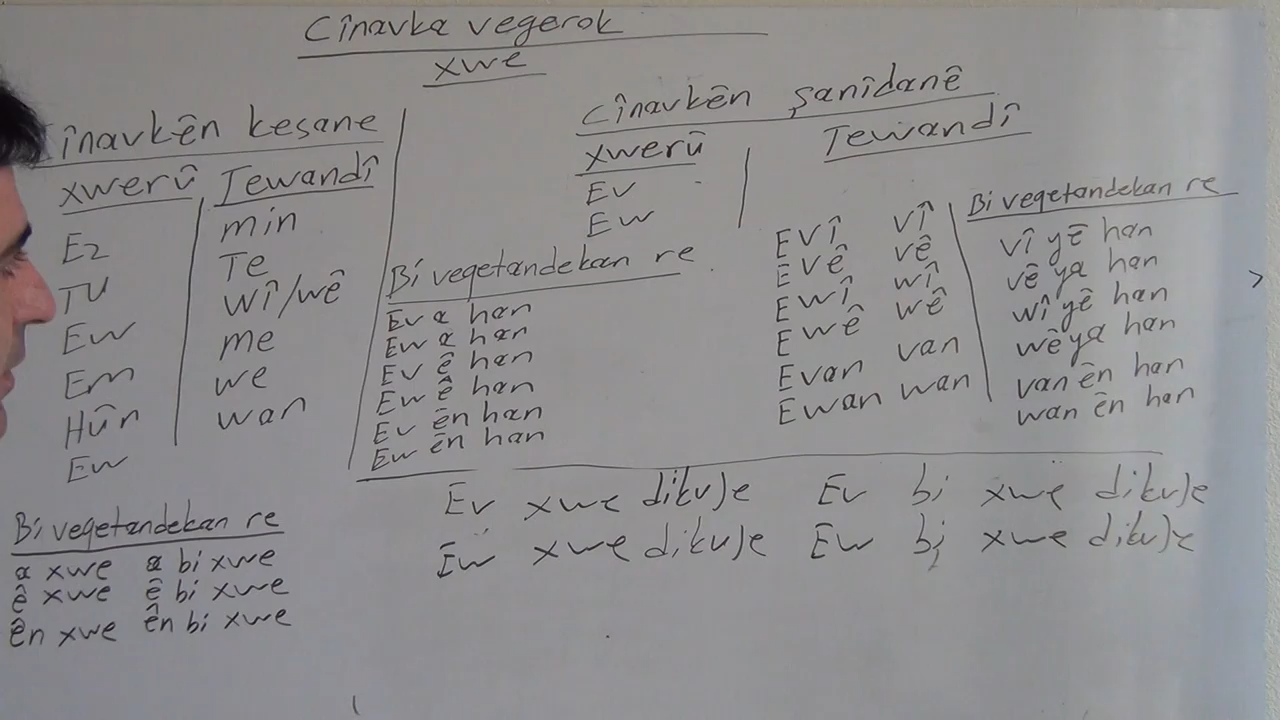 Cînavka vegerok
xwe
înavkên kesane
xwerû Tewandî
Ez min
TU Te
Ew wî/wê
Em me
Hûn we
Ew wan
Bi vegetandekan re
a xwe a bi xwe
ê xwe ê bi xwe
ên xwe ên bi xwe
Bi vegetandekan re
Ev a han
Ew a han
Ev ê han
Ew ê han
Ev ên han
Ew ên han
Cînavkên şanîdanê
xwerû
Ev
Ew
Tewandî
Evî vî
Evê vê
Ewî wî
Ewê wê
Evan van
Ewan wan
Bi vegetandekan re
vî yê han
vê ya han
wî yê han
wê ya han
van ên han
wan ên han
Ev xwe dikuje Ev bi xwe dikuje
Ew xwe dikuje Ew bi xwe dikuje